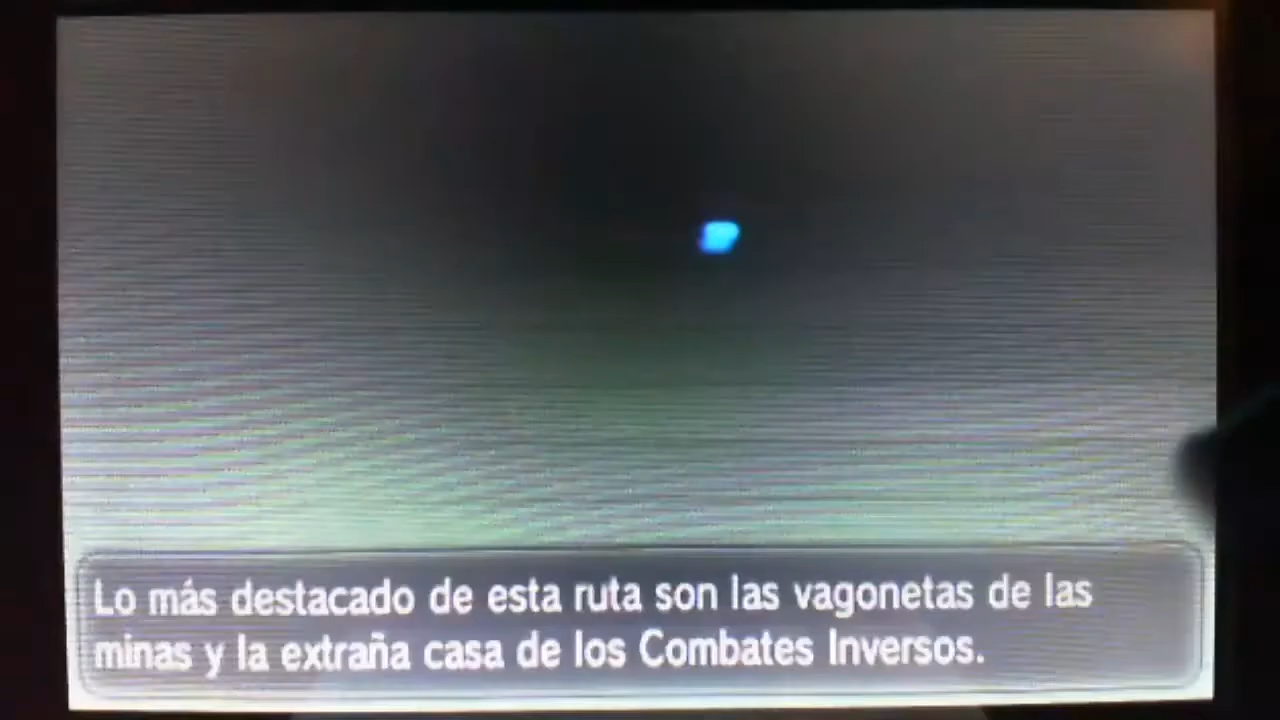 Lo más destacado de esta ruta son las vagonetas de las
minas y la extraña casa de los Combates Inversos.